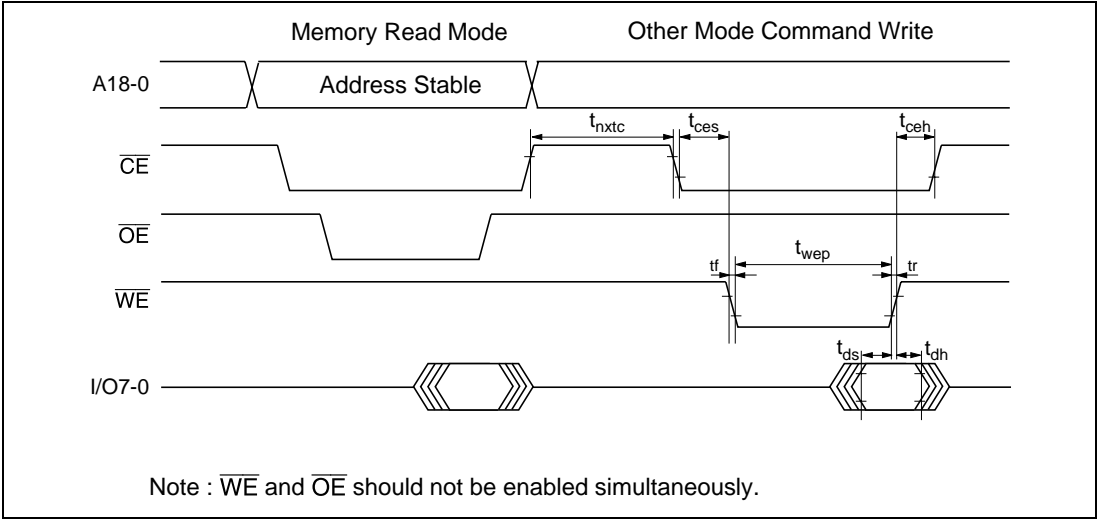 Memory Read Mode Other Mode Command Write
A18-0 Address Stable
tnxtc tces tceh
CE
OE
twep
tf tr
WE
tds tdh
I/O7-0
Note : WE and OE should not be enabled simultaneously.